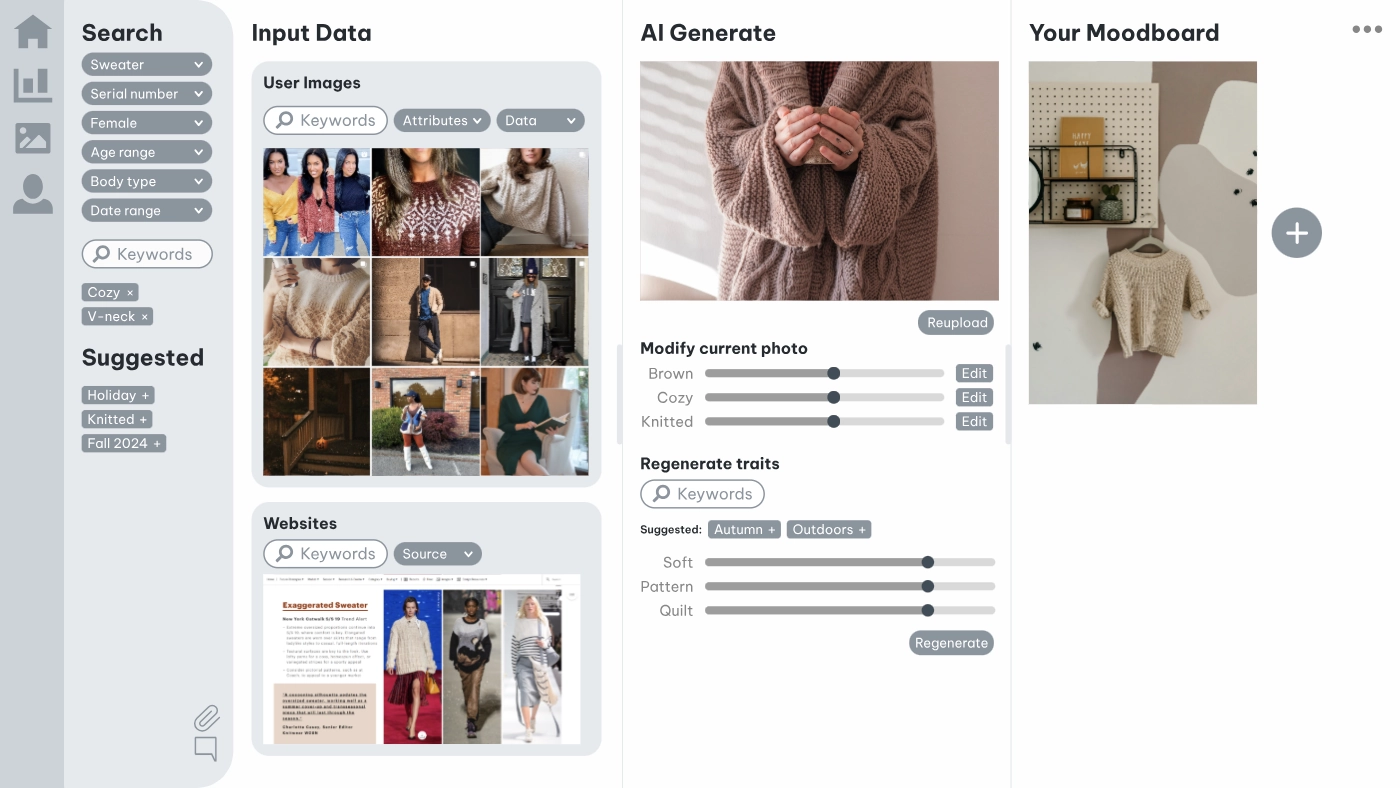 Search
Sweater
Serial number
Female
Age range
Body type
Date range
Keywords
Cozy ×
V-neck ×
Suggested
Holiday +
Knitted +
Fall 2024 +
Input Data
User Images
Keywords
Attributes
Data
Websites
Keywords
Source
Exaggerated Sweater
New York Catwalk S/S 19 Trend Alert
AI Generate
Reupload
Modify current photo
Brown Edit
Cozy Edit
Knitted Edit
Regenerate traits
Keywords
Suggested: Autumn + Outdoors +
Soft
Pattern
Quilt
Regenerate
Your Moodboard
HAPPY